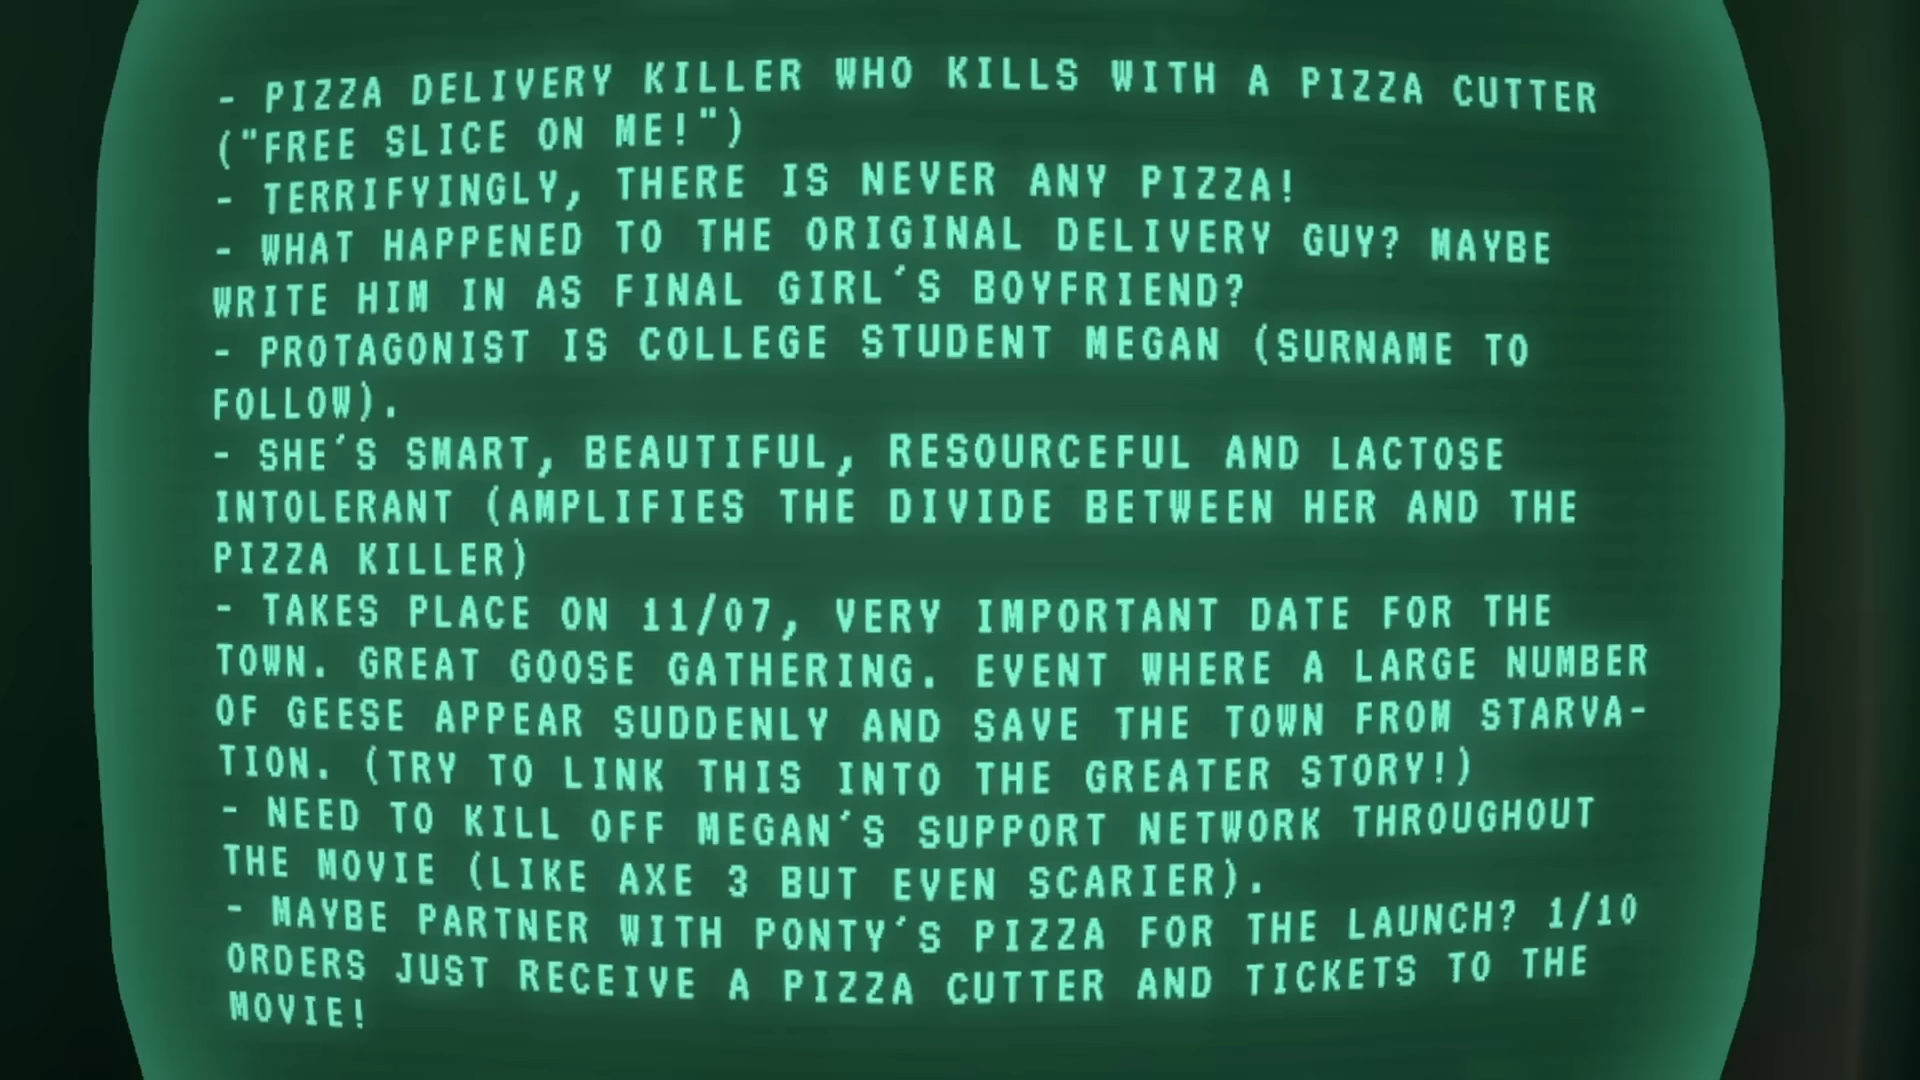 - PIZZA DELIVERY KILLER WHO KILLS WITH A PIZZA CUTTER
("FREE SLICE ON ME!")
- TERRIFYINGLY, THERE IS NEVER ANY PIZZA!
- WHAT HAPPENED TO THE ORIGINAL DELIVERY GUY? MAYBE
WRITE HIM IN AS FINAL GIRL'S BOYFRIEND?
- PROTAGONIST IS COLLEGE STUDENT MEGAN (SURNAME TO
FOLLOW).
- SHE'S SMART, BEAUTIFUL, RESOURCEFUL AND LACTOSE
INTOLERANT (AMPLIFIES THE DIVIDE BETWEEN HER AND THE
PIZZA KILLER)
- TAKES PLACE ON 11/07, VERY IMPORTANT DATE FOR THE
TOWN. GREAT GOOSE GATHERING. EVENT WHERE A LARGE NUMBER
OF GEESE APPEAR SUDDENLY AND SAVE THE TOWN FROM STARVA-
TION. (TRY TO LINK THIS INTO THE GREATER STORY!)
- NEED TO KILL OFF MEGAN'S SUPPORT NETWORK THROUGHOUT
THE MOVIE (LIKE AXE 3 BUT EVEN SCARIER).
- MAYBE PARTNER WITH PONTY'S PIZZA FOR THE LAUNCH? 1/10
ORDERS JUST RECEIVE A PIZZA CUTTER AND TICKETS TO THE
MOVIE!